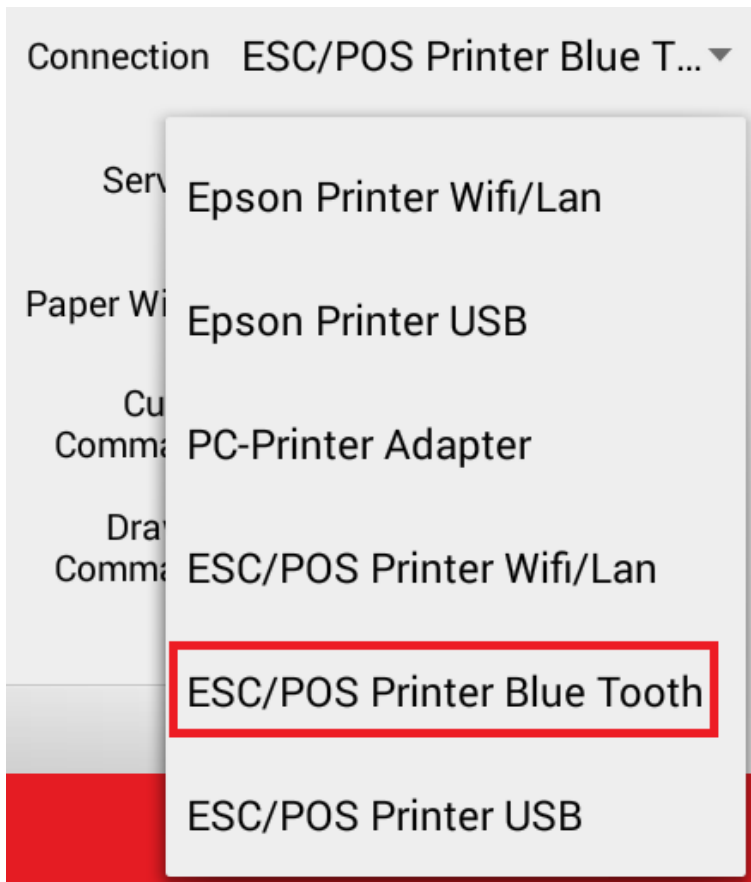 Connection ESC/POS Printer Blue T...
Epson Printer Wifi/Lan
Epson Printer USB
PC-Printer Adapter
ESC/POS Printer Wifi/Lan
ESC/POS Printer Blue Tooth
ESC/POS Printer USB
Paper